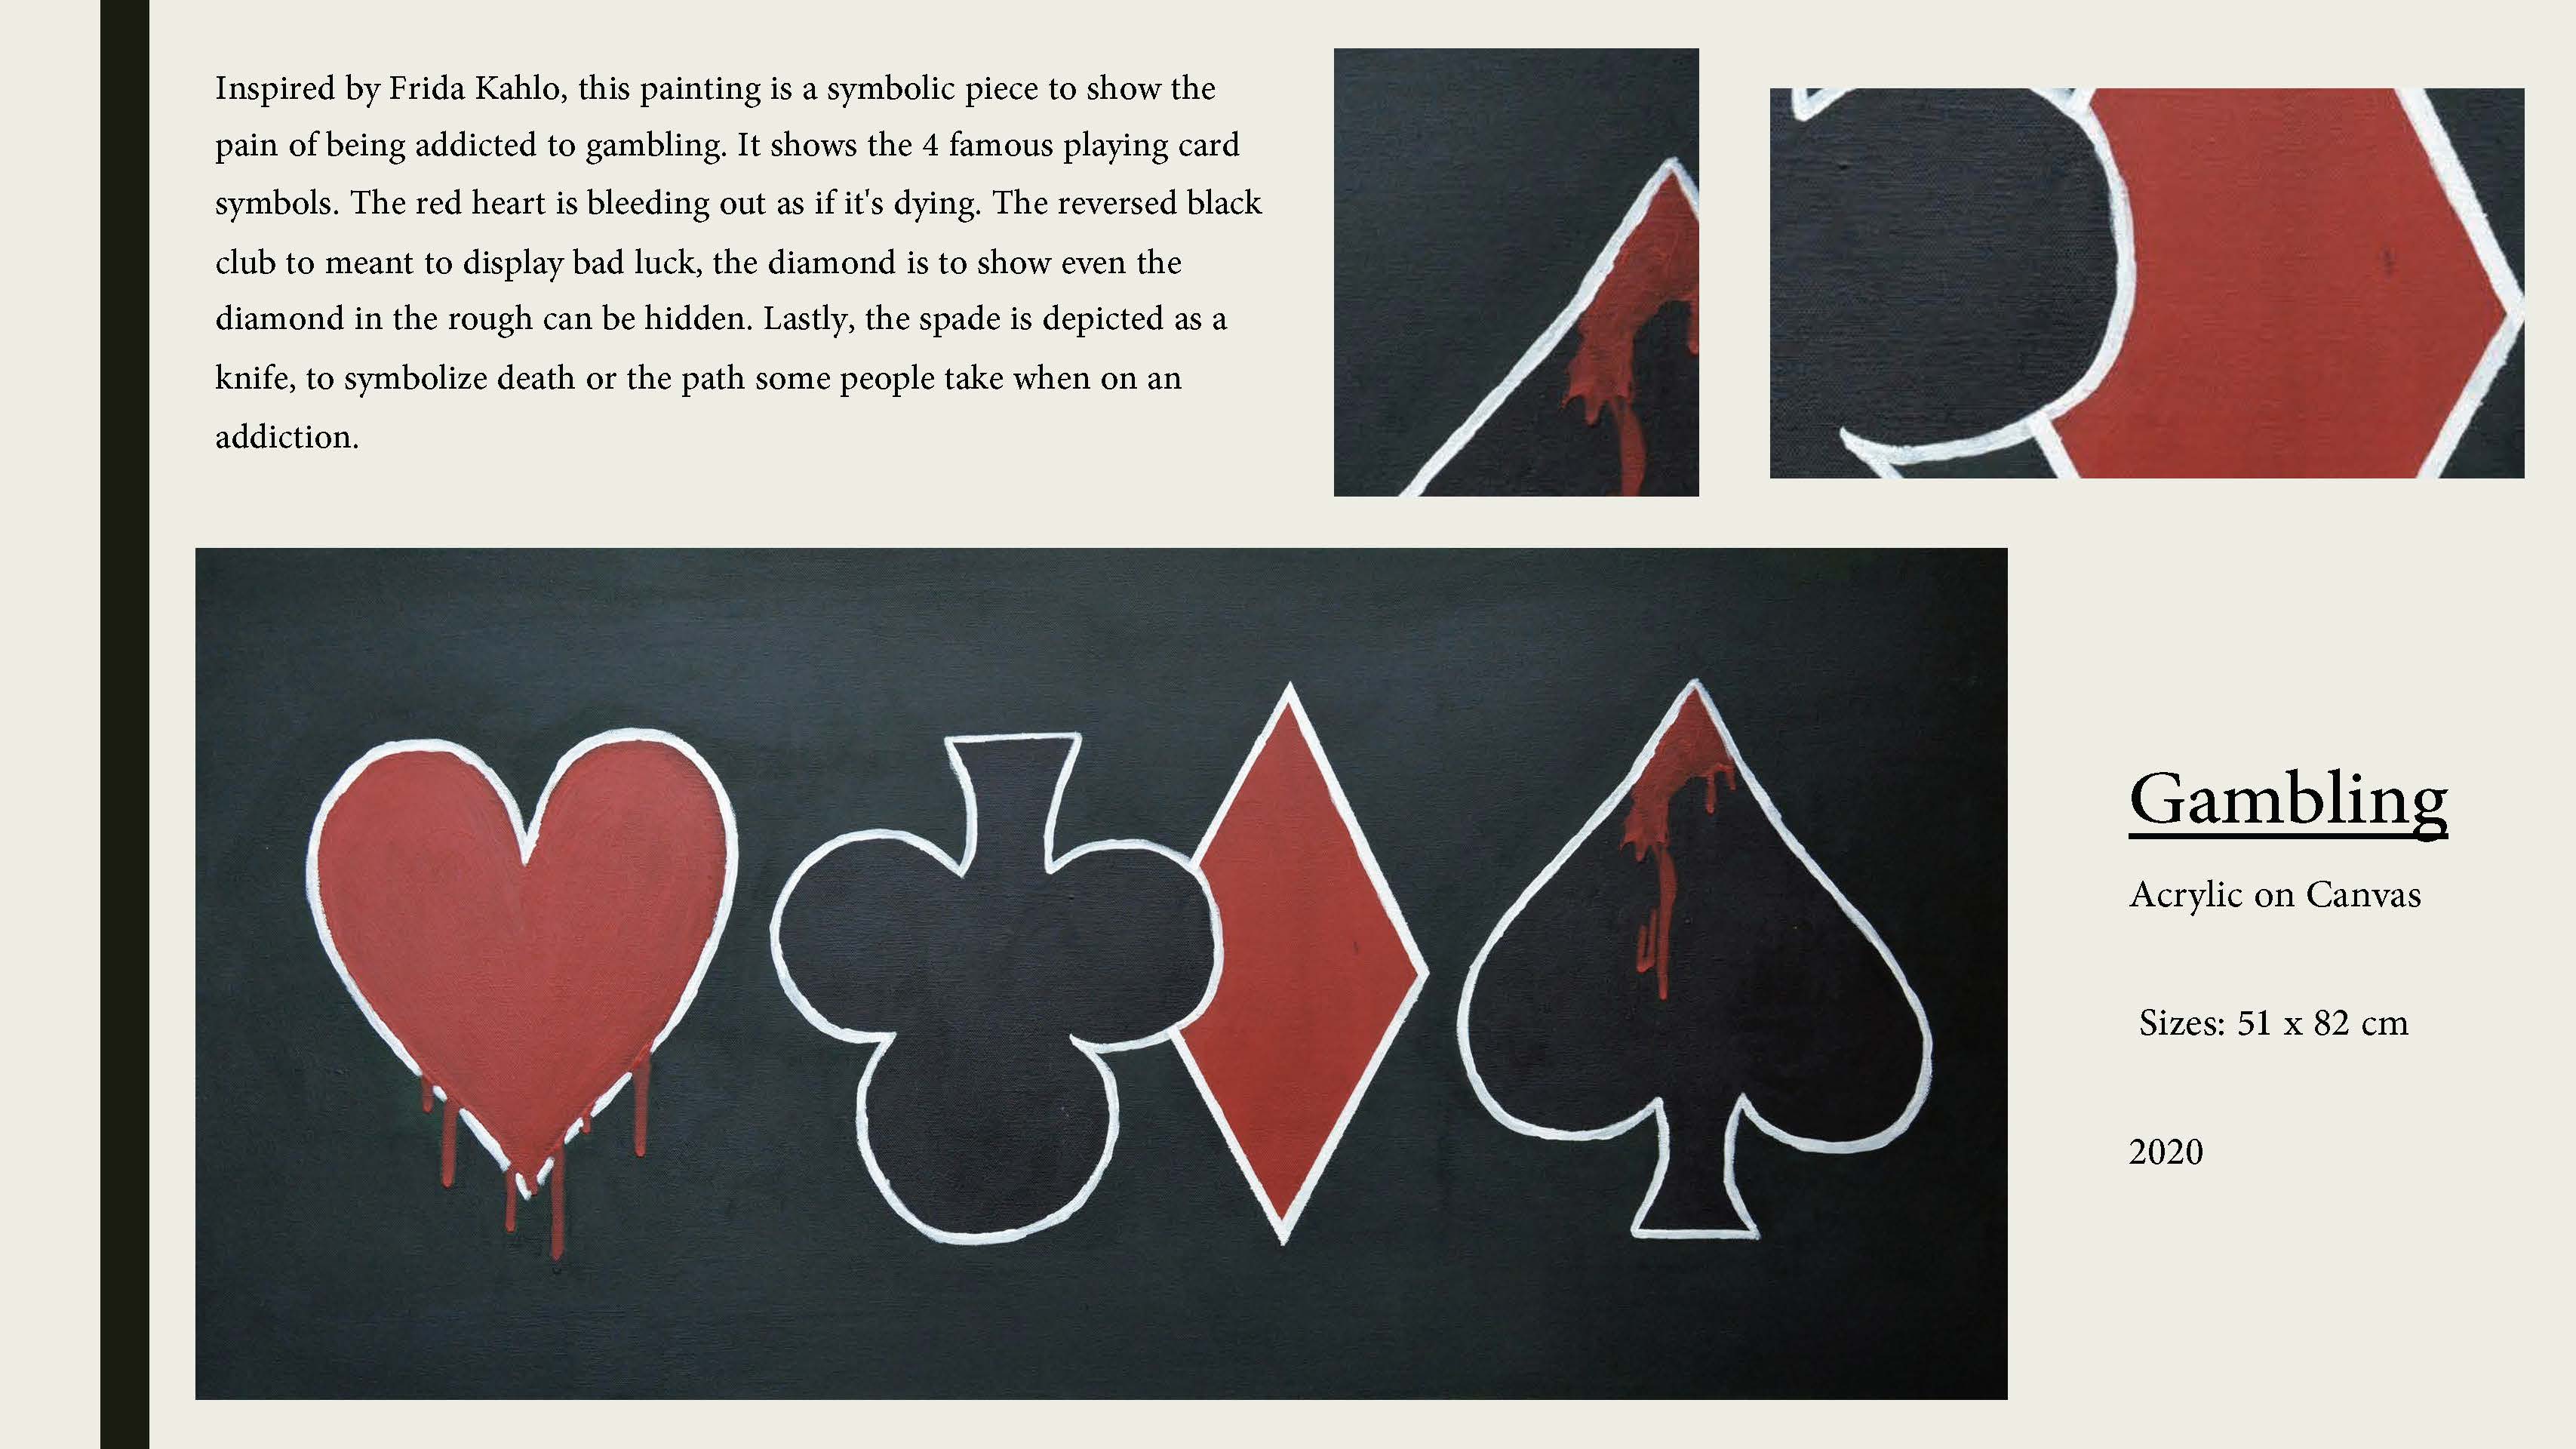 Inspired by Frida Kahlo, this painting is a symbolic piece to show the
pain of being addicted to gambling. It shows the 4 famous playing card
symbols. The red heart is bleeding out as if it's dying. The reversed black
club to meant to display bad luck, the diamond is to show even the
diamond in the rough can be hidden. Lastly, the spade is depicted as a
knife, to symbolize death or the path some people take when on an
addiction.
Gambling
Acrylic on Canvas
Sizes: 51 x 82 cm
2020